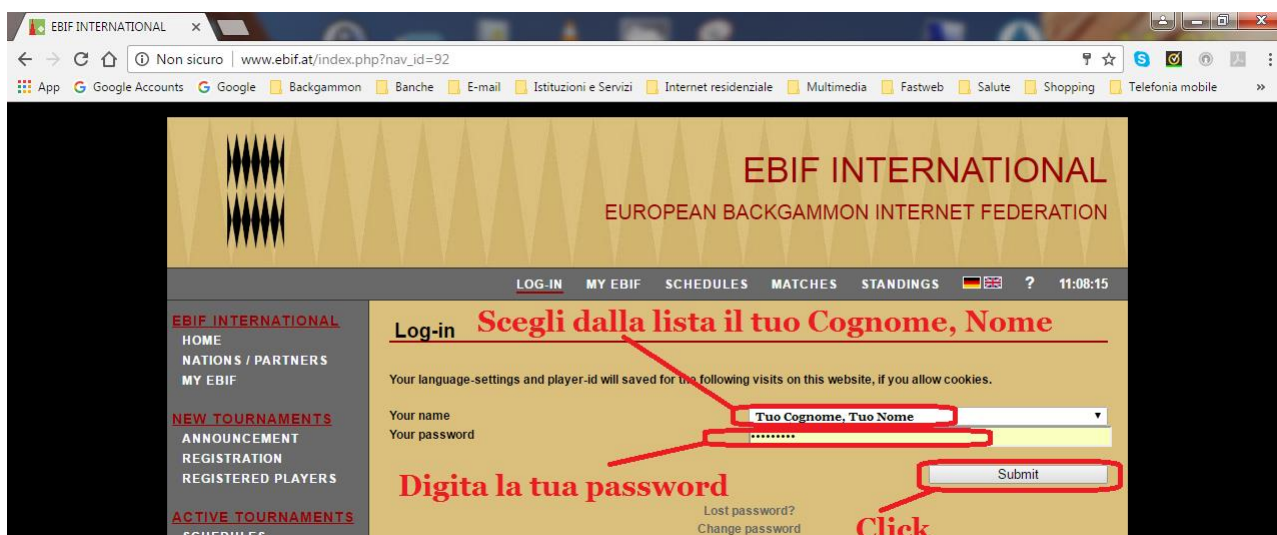 EBIF INTERNATIONAL
Non sicuro | www.ebif.at/index.php?nav_id=92
App Google Accounts Google Backgammon Banche E-mail Istituzioni e Servizi Internet residenziale Multimedia Fastweb Salute Shopping Telefonia mobile »
EBIF INTERNATIONAL
EUROPEAN BACKGAMMON INTERNET FEDERATION
LOG-IN MY EBIF SCHEDULES MATCHES STANDINGS ? 11:08:15
EBIF INTERNATIONAL
HOME
NATIONS / PARTNERS
MY EBIF
NEW TOURNAMENTS
ANNOUNCEMENT
REGISTRATION
REGISTERED PLAYERS
ACTIVE TOURNAMENTS
SCHEDULES
Log-in
Scegli dalla lista il tuo Cognome, Nome
Your language-settings and player-id will saved for the following visits on this website, if you allow cookies.
Your name
Tuo Cognome, Tuo Nome
Your password
•••••••••
Digita la tua password
Submit
Lost password?
Change password
Click